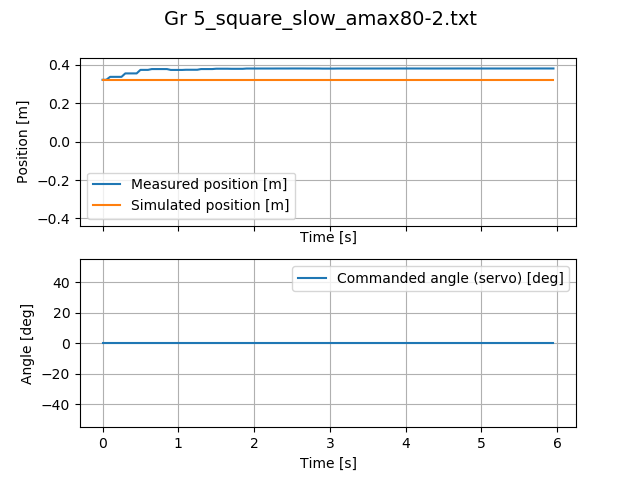 Gr 5_square_slow_amax80-2.txt
0.4
0.2
0.0
−0.2
−0.4
Position [m]
Measured position [m]
Simulated position [m]
Time [s]
40
20
0
−20
−40
Angle [deg]
Commanded angle (servo) [deg]
0 1 2 3 4 5 6
Time [s]